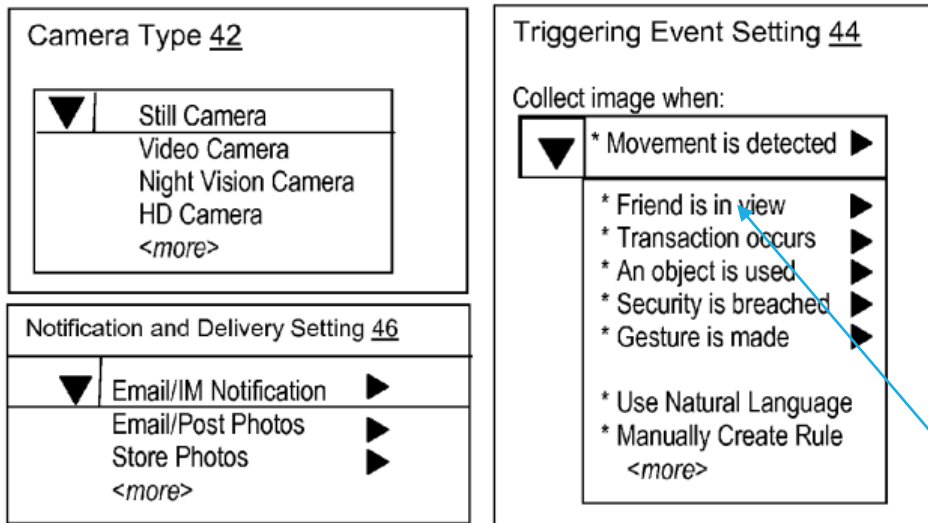 Camera Type 42
Still Camera
Video Camera
Night Vision Camera
HD Camera
<more>
Notification and Delivery Setting 46
Email/IM Notification
Email/Post Photos
Store Photos
<more>
Triggering Event Setting 44
Collect image when:
* Movement is detected
* Friend is in view
* Transaction occurs
* An object is used
* Security is breached
* Gesture is made
* Use Natural Language
* Manually Create Rule
<more>